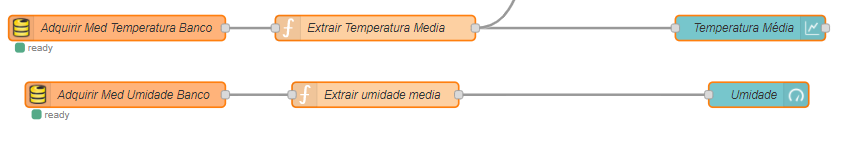 Adquirir Med Temperatura Banco
Extrair Temperatura Media
Temperatura Média
ready
Adquirir Med Umidade Banco
Extrair umidade media
Umidade
ready